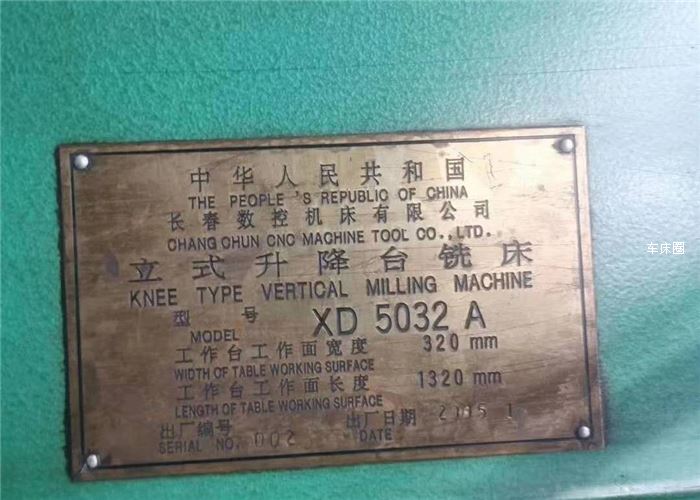 中华人民共和国
THE PEOPLE 'S REPUBLIC OF CHINA
长春数控机床有限公司
CHANG CHUN CNC MACHINE TOOL CO.,LTD.
立式升降台铣床
KNEE TYPE VERTICAL MILLING MACHINE
型号 XD 5032 A
MODEL
工作台工作面宽度 320 mm
WIDTH OF TABLE WORKING SURFACE
工作台工作面长度 1320 mm
LENGTH OF TABLE WORKING SURFACE
出厂编号 出厂日期
SERIAL NO. 002 DATE
车床圈